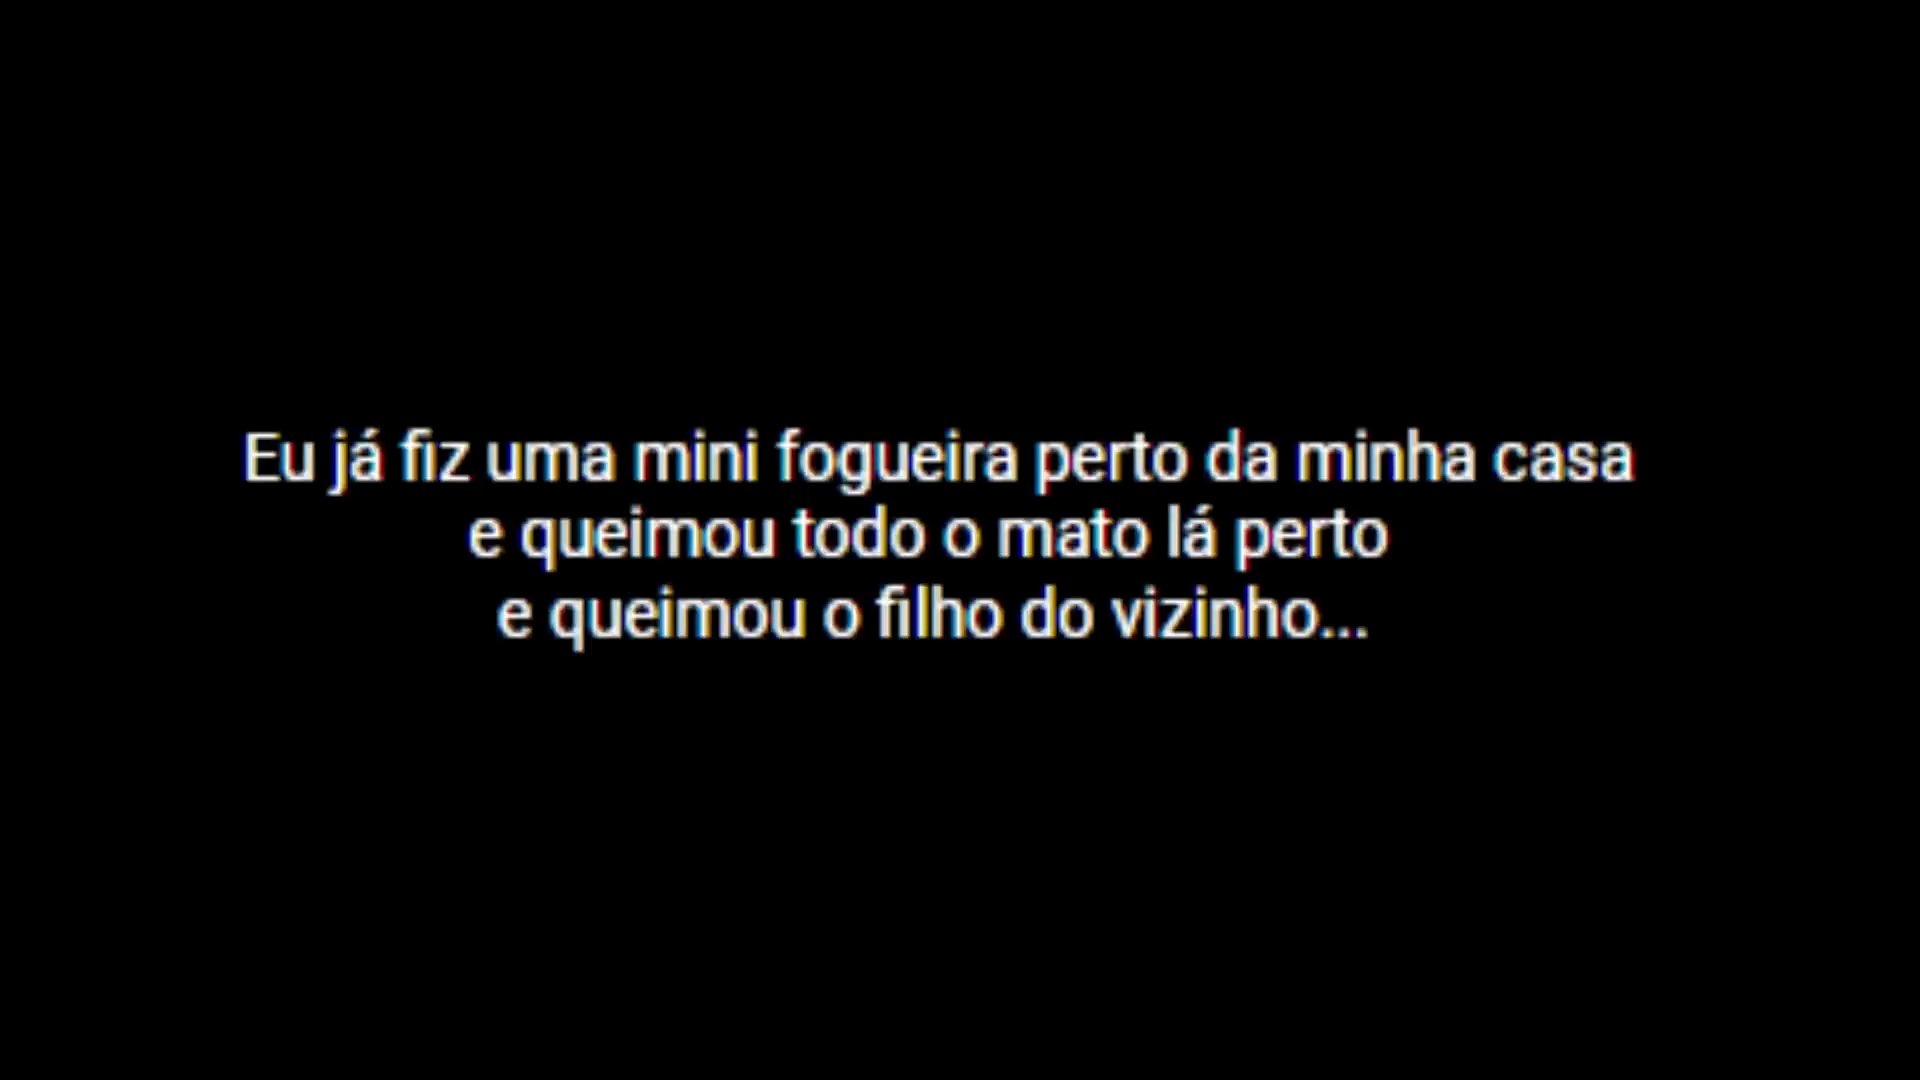 Eu já fiz uma mini fogueira perto da minha casa
e queimou todo o mato lá perto
e queimou o filho do vizinho...